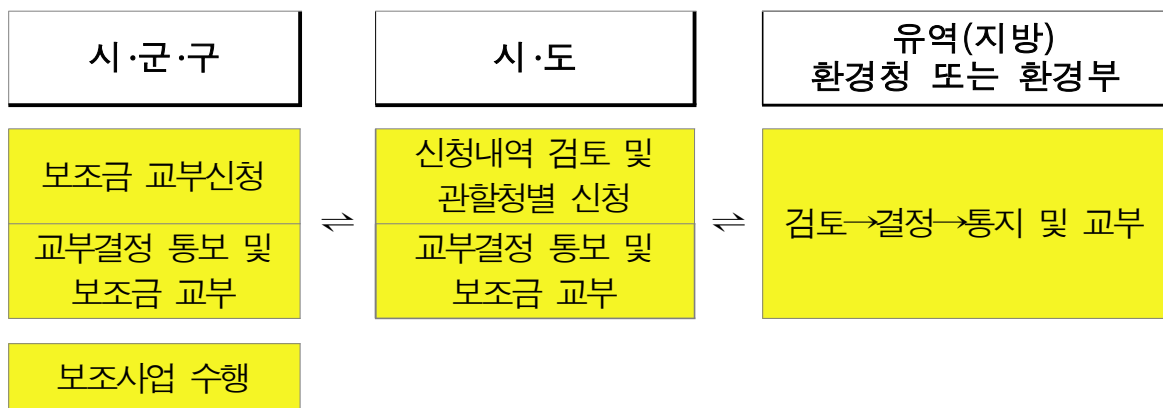 시·군·구
시·도
유역(지방)
환경청 또는 환경부
보조금 교부신청
신청내역 검토 및
관할청별 신청
교부결정 통보 및
보조금 교부
⇌
교부결정 통보 및
보조금 교부
⇌
검토→결정→통지 및 교부
보조사업 수행